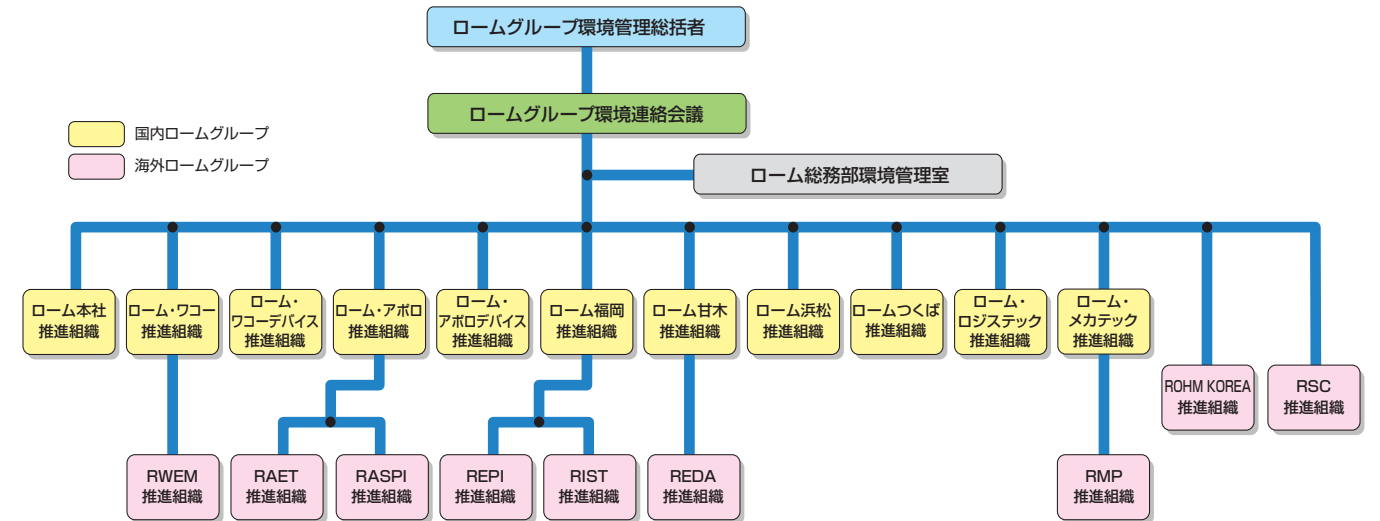 ロームグループ環境管理総括者
ロームグループ環境連絡会議
国内ロームグループ
海外ロームグループ
ローム総務部環境管理室
ローム本社
推進組織
ローム・ワコー
推進組織
ローム・
ワコーデバイス
推進組織
ローム・アポロ
推進組織
ローム・
アポロデバイス
推進組織
ローム福岡
推進組織
ローム甘木
推進組織
ローム浜松
推進組織
ロームつくば
推進組織
ローム・
ロジステック
推進組織
ローム・
メカテック
推進組織
ROHM KOREA
推進組織
RSC
推進組織
RWEM
推進組織
RAET
推進組織
RASPI
推進組織
REPI
推進組織
RIST
推進組織
REDA
推進組織
RMP
推進組織